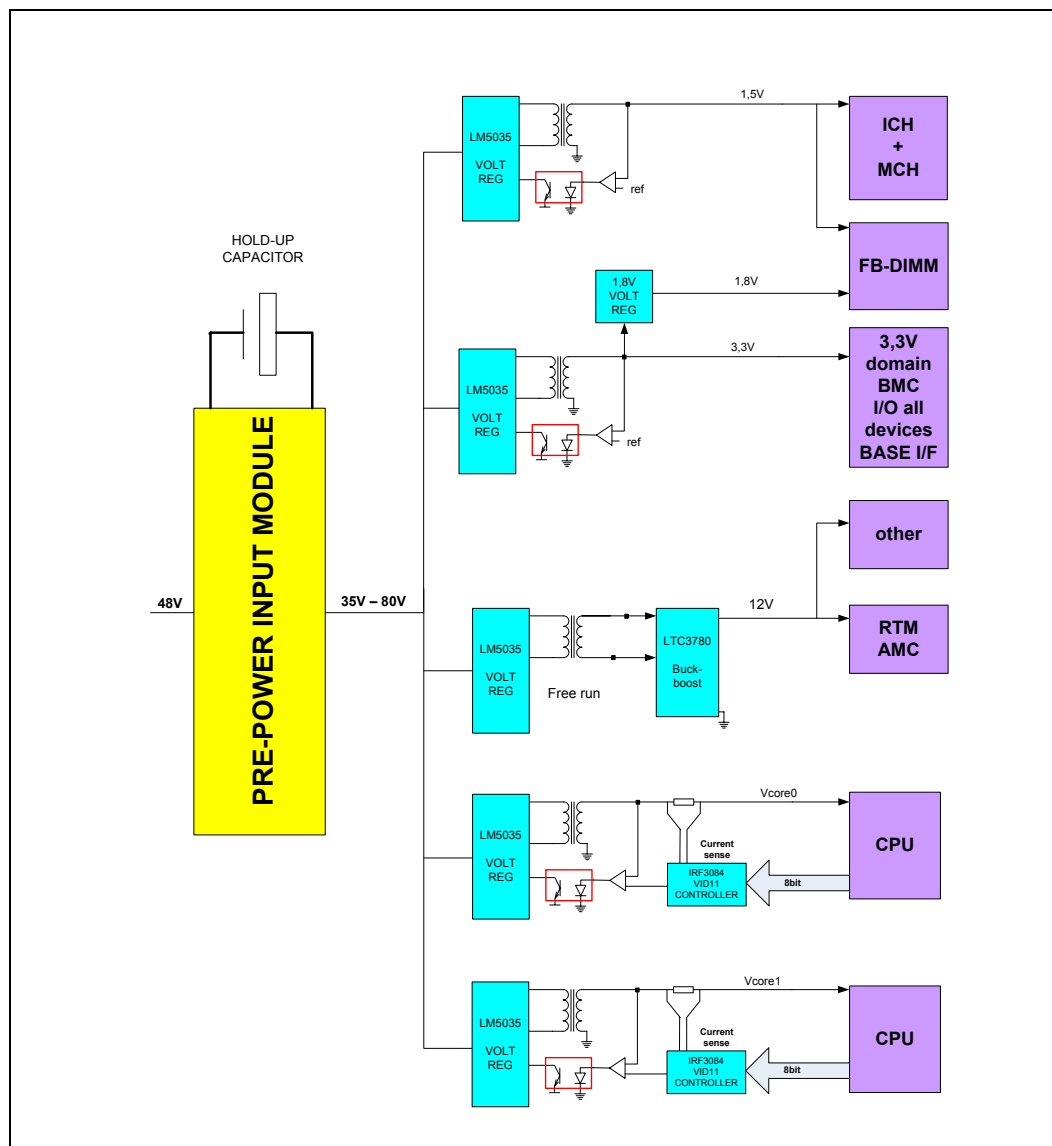 1,5V
ICH
+
MCH
LM5035
VOLT
REG
ref
HOLD-UP
CAPACITOR
FB-DIMM
1,8V
VOLT
REG
1,8V
3,3V
domain
BMC
I/O all
devices
BASE I/F
3,3V
LM5035
VOLT
REG
ref
PRE-POWER INPUT MODULE
48V
35V – 80V
other
12V
RTM
AMC
LM5035
VOLT
REG
Free run
LTC3780
Buck-
boost
Vcore0
CPU
LM5035
VOLT
REG
Current
sense
IRF3084
VID11
CONTROLLER
8bit
Vcore1
CPU
LM5035
VOLT
REG
Current
sense
IRF3084
VID11
CONTROLLER
8bit